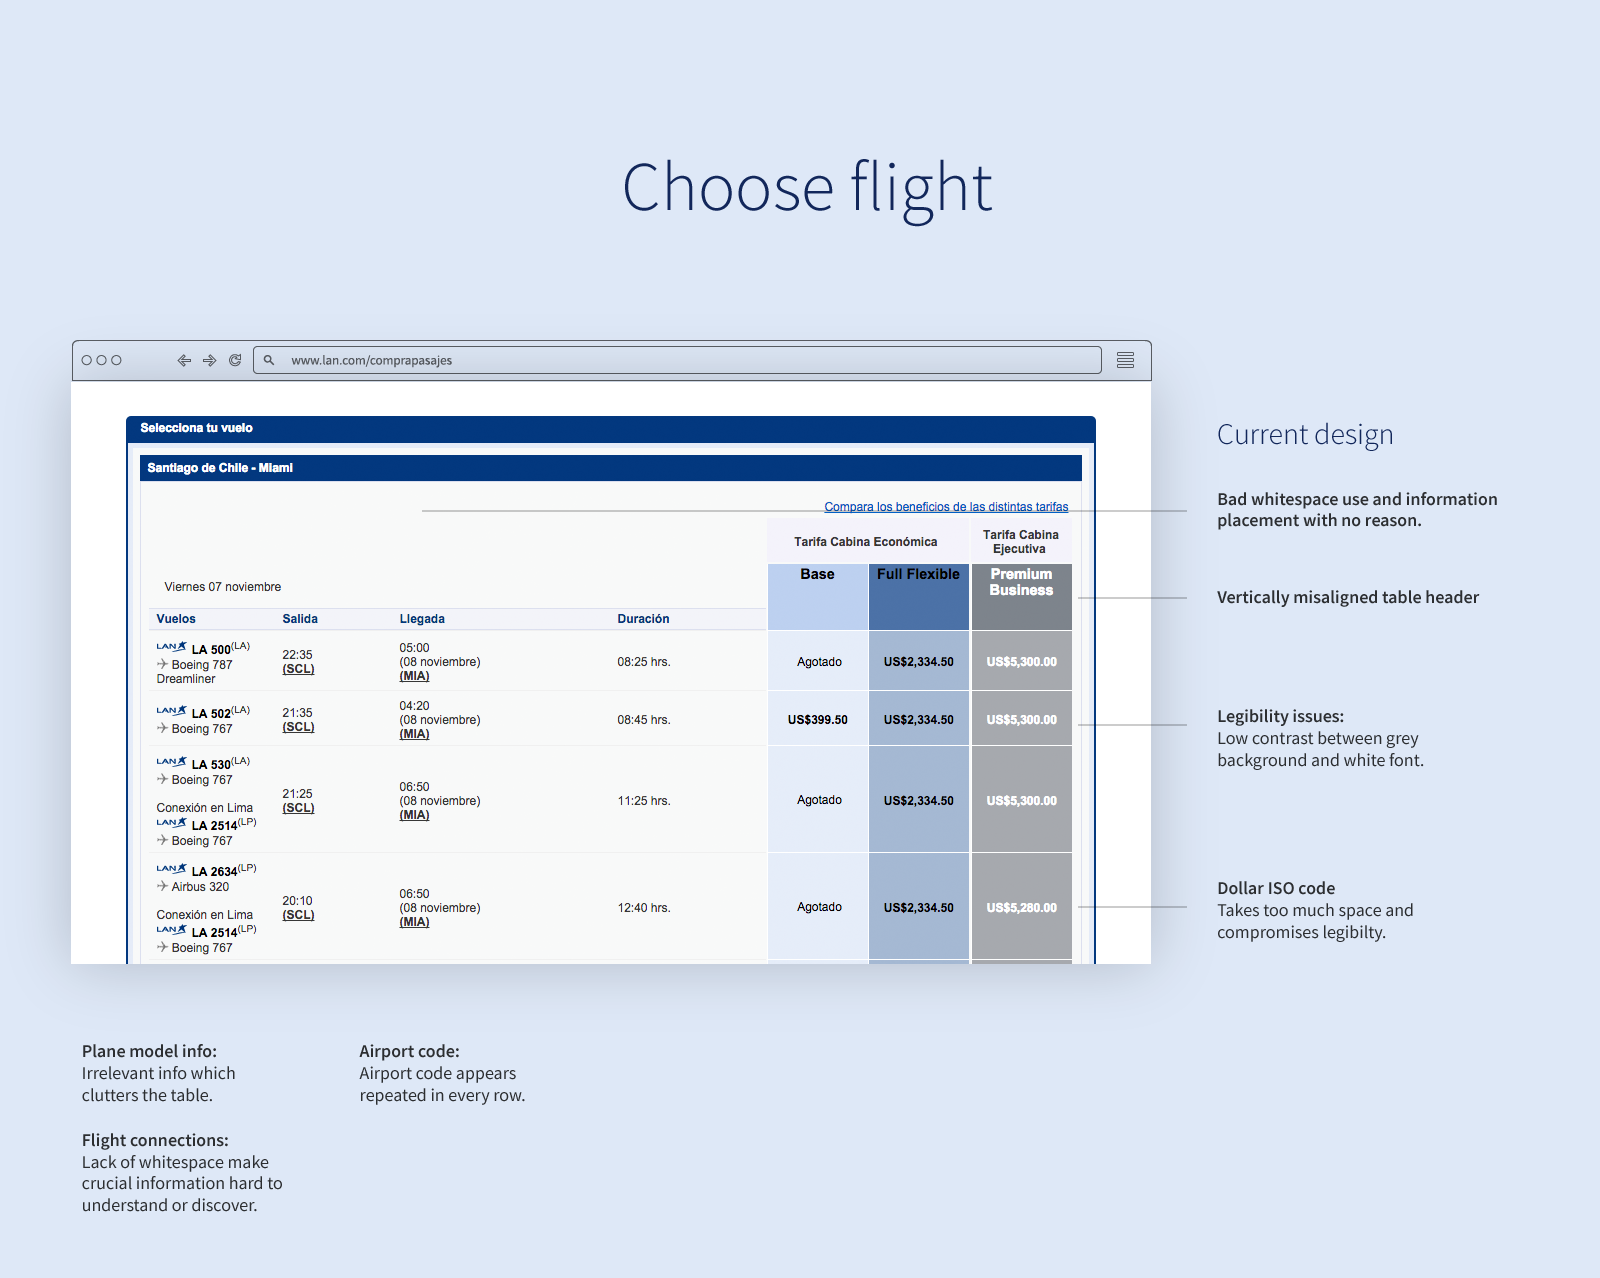 Choose flight
www.lan.com/comprapasajes
Selecciona tu vuelo
Santiago de Chile - Miami
Compara los beneficios de las distintas tarifas
Tarifa Cabina Económica
Tarifa Cabina
Ejecutiva
Viernes 07 noviembre
Base
Full Flexible
Premium
Business
Vuelos Salida Llegada Duración
LAN LA 500(LA)
Boeing 787
Dreamliner
22:35
(SCL)
05:00
(08 noviembre)
(MIA)
08:25 hrs.
Agotado
US$2,334.50
US$5,300.00
LAN LA 502(LA)
Boeing 767
21:35
(SCL)
04:20
(08 noviembre)
(MIA)
08:45 hrs.
US$399.50
US$2,334.50
US$5,300.00
LAN LA 530(LA)
Boeing 767
Conexión en Lima
LAN LA 2514(LP)
Boeing 767
21:25
(SCL)
06:50
(08 noviembre)
(MIA)
11:25 hrs.
Agotado
US$2,334.50
US$5,300.00
LAN LA 2634(LP)
Airbus 320
Conexión en Lima
LAN LA 2514(LP)
Boeing 767
20:10
(SCL)
06:50
(08 noviembre)
(MIA)
12:40 hrs.
Agotado
US$2,334.50
US$5,280.00
Current design
Bad whitespace use and information
placement with no reason.
Vertically misaligned table header
Legibility issues:
Low contrast between grey
background and white font.
Dollar ISO code
Takes too much space and
compromises legibilty.
Plane model info:
Irrelevant info which
clutters the table.
Airport code:
Airport code appears
repeated in every row.
Flight connections:
Lack of whitespace make
crucial information hard to
understand or discover.